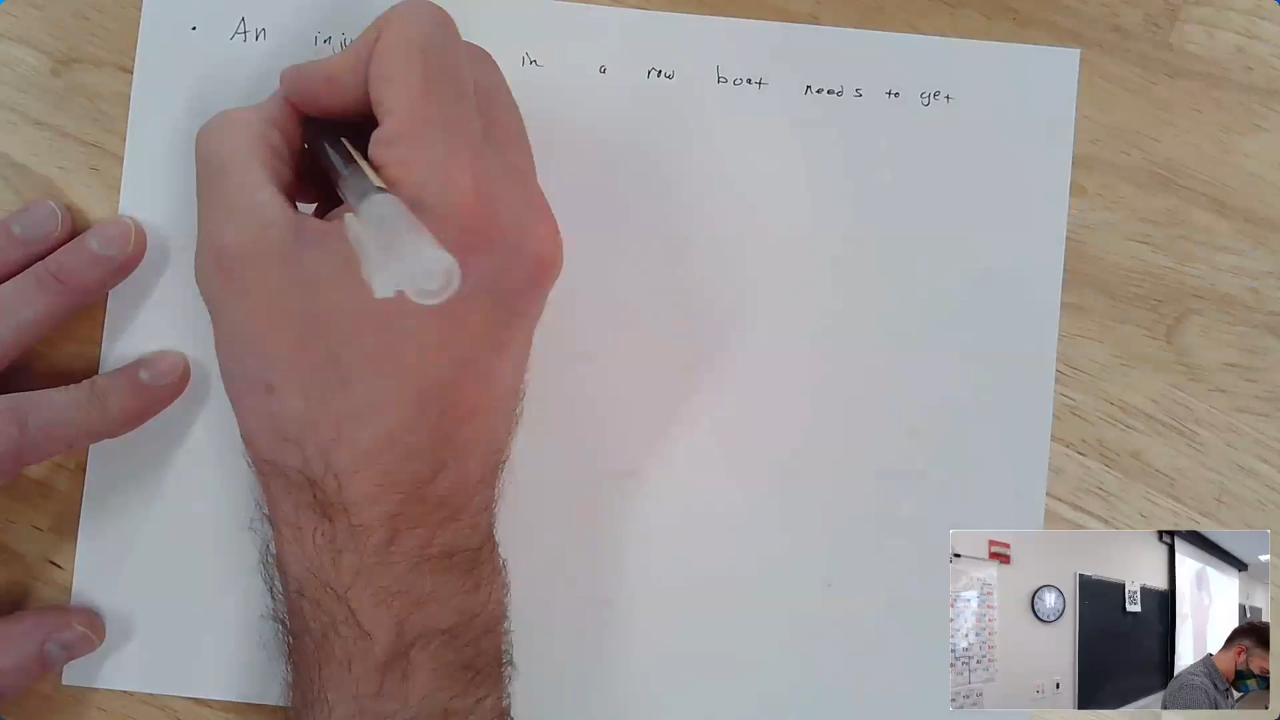 • An in a row boat needs to get